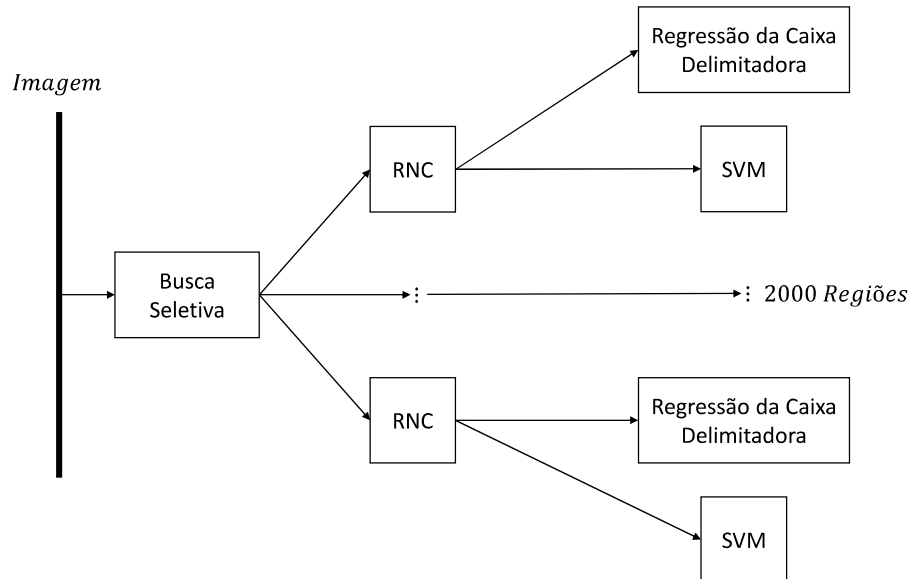 Imagem
Regressão da Caixa
Delimitadora
RNC
SVM
Busca
Seletiva
⋮
⋮ 2000 Regiões
RNC
Regressão da Caixa
Delimitadora
SVM